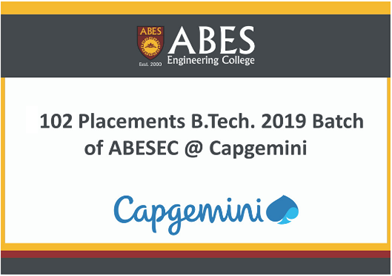 ABES
Engineering College
Estd. 2000
102 Placements B.Tech. 2019 Batch
of ABESEC @ Capgemini
Capgemini